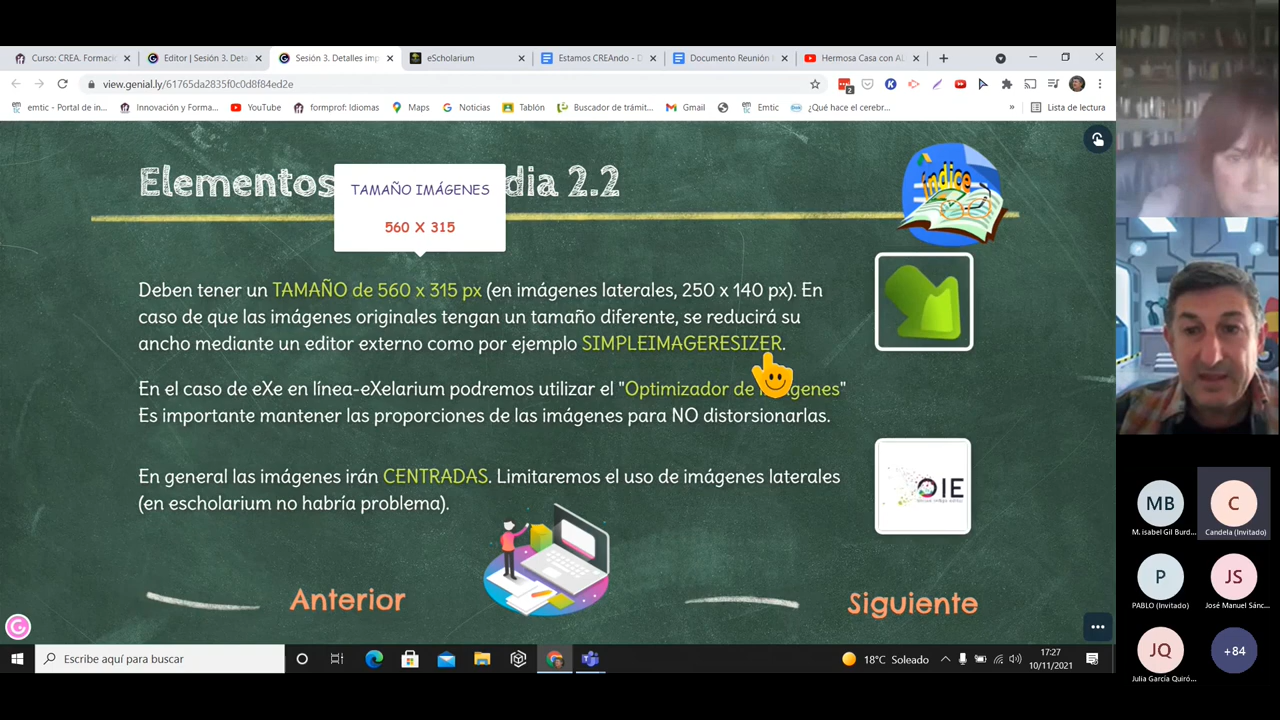 Curso: CREA. Formació
Editor | Sesión 3. Deta
Sesión 3. Detalles imp
eScholarium
Estamos CREAndo - D
Documento Reunión
Hermosa Casa con AL
view.genial.ly/61765da2835f0c0d8f84ed2e
emtic - Portal de in...
Innovación y Forma...
YouTube
formprof: Idiomas
Maps
Noticias
Tablón
Buscador de trámit...
Gmail
Emtic
¿Qué hace el cerebr...
»
Lista de lectura
Elementos
dia 2.2
TAMAÑO IMÁGENES
560 X 315
índice
Deben tener un TAMAÑO de 560 x 315 px (en imágenes laterales, 250 x 140 px). En
caso de que las imágenes originales tengan un tamaño diferente, se reducirá su
ancho mediante un editor externo como por ejemplo SIMPLEIMAGERESIZER.
En el caso de eXe en línea-eXelarium podremos utilizar el "Optimizador de Imágenes"
Es importante mantener las proporciones de las imágenes para NO distorsionarlas.
En general las imágenes irán CENTRADAS. Limitaremos el uso de imágenes laterales
(en escholarium no habría problema).
OIE
Anterior
Siguiente
Escribe aquí para buscar
18°C Soleado
17:27
10/11/2021
MB
M. isabel Gil Burd...
C
Candela (Invitado)
P
PABLO (Invitado)
JS
José Manuel Sánc...
JQ
Julia García Quiró...
+84